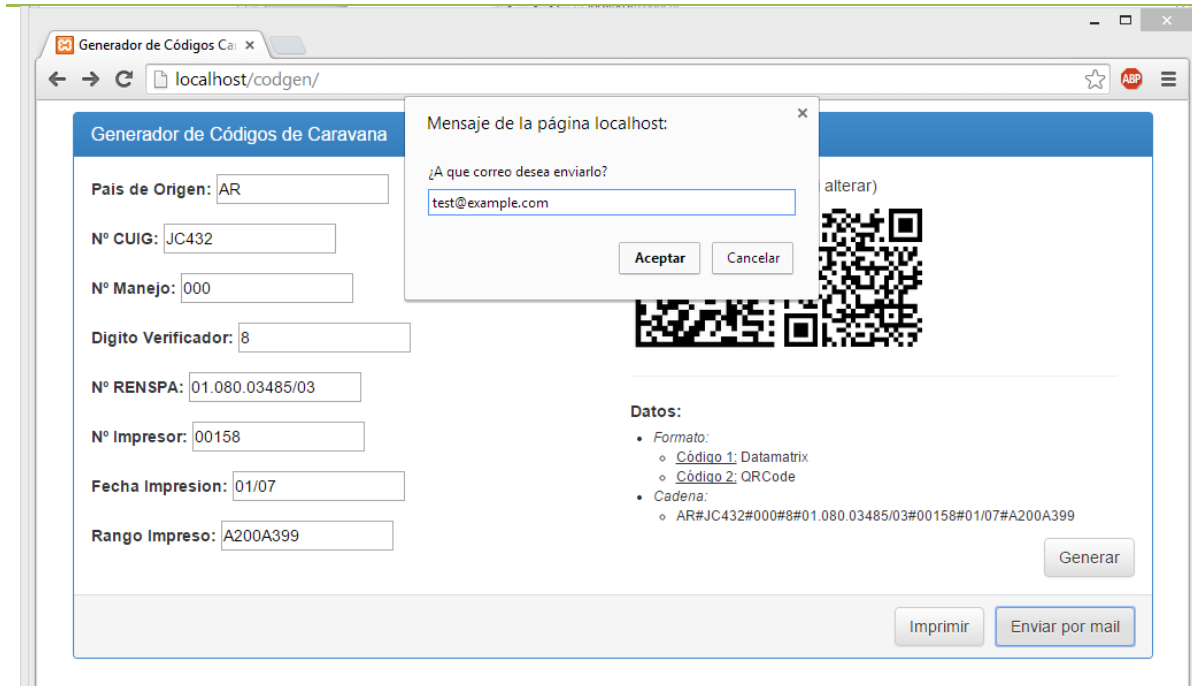 Generador de Códigos Ca
localhost/codgen/
ABP
Generador de Códigos de Caravana
Mensaje de la página localhost:
¿A que correo desea enviarlo?
test@example.com
Aceptar
Cancelar
Pais de Origen: AR
Nº CUIG: JC432
Nº Manejo: 000
Digito Verificador: 8
Nº RENSPA: 01.080.03485/03
Nº Impresor: 00158
Fecha Impresion: 01/07
Rango Impreso: A200A399
alterar)
Datos:
Formato:
Código 1: Datamatrix
Código 2: QRCode
Cadena:
AR#JC432#000#8#01.080.03485/03#00158#01/07#A200A399
Generar
Imprimir
Enviar por mail